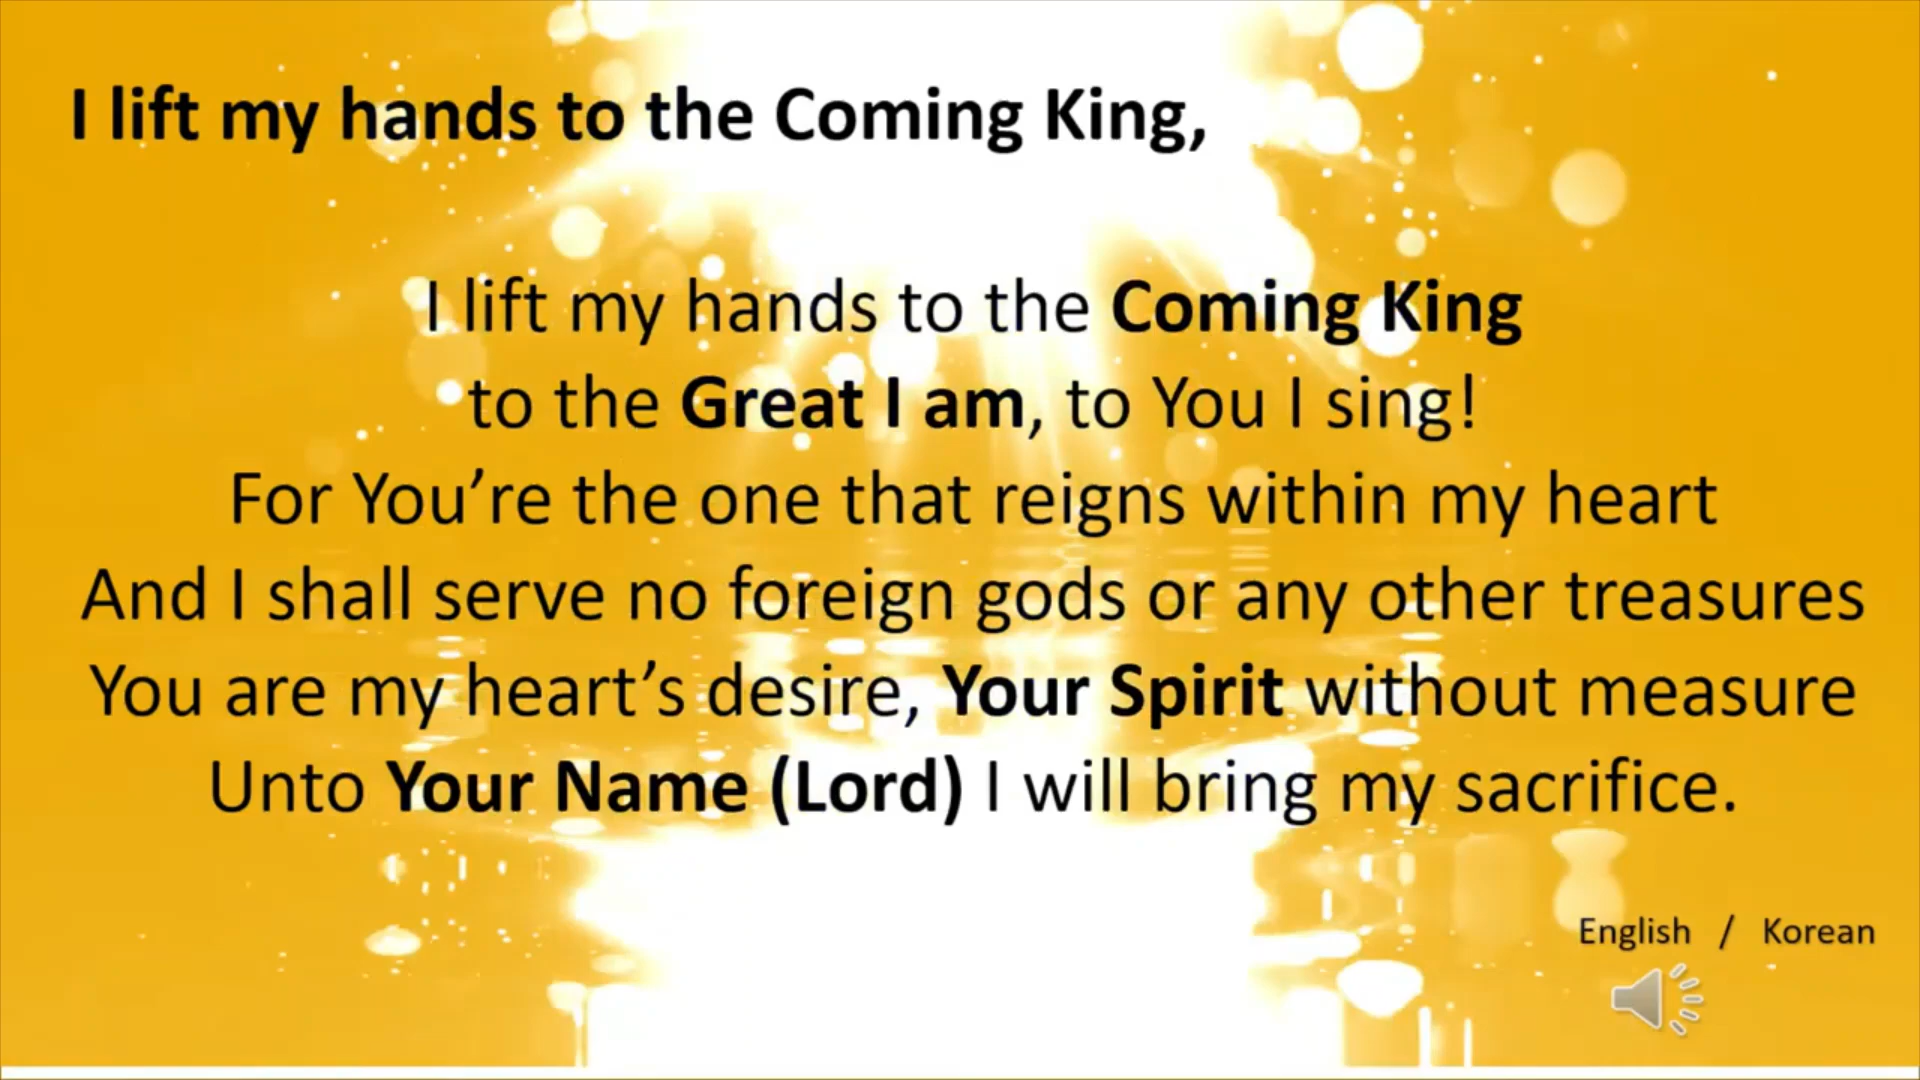 I lift my hands to the Coming King,
I lift my hands to the Coming King
to the Great I am, to You I sing!
For You’re the one that reigns within my heart
And I shall serve no foreign gods or any other treasures
You are my heart’s desire, Your Spirit without measure
Unto Your Name (Lord) I will bring my sacrifice.
English / Korean